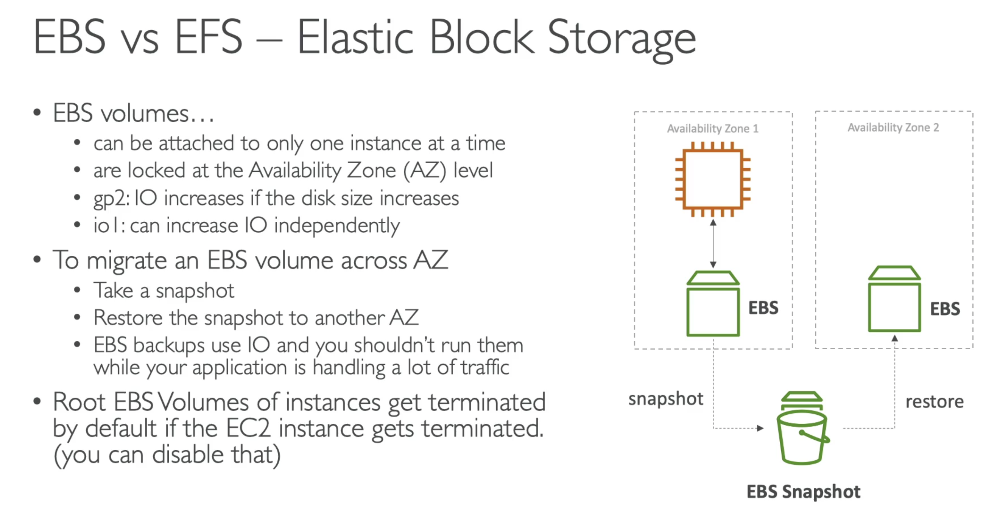 EBS vs EFS – Elastic Block Storage
• EBS volumes…
• can be attached to only one instance at a time
• are locked at the Availability Zone (AZ) level
• gp2: IO increases if the disk size increases
• io1: can increase IO independently
• To migrate an EBS volume across AZ
• Take a snapshot
• Restore the snapshot to another AZ
• EBS backups use IO and you shouldn’t run them
while your application is handling a lot of traffic
• Root EBS Volumes of instances get terminated
by default if the EC2 instance gets terminated.
(you can disable that)
Availability Zone 1
Availability Zone 2
EBS
EBS
snapshot
restore
EBS Snapshot